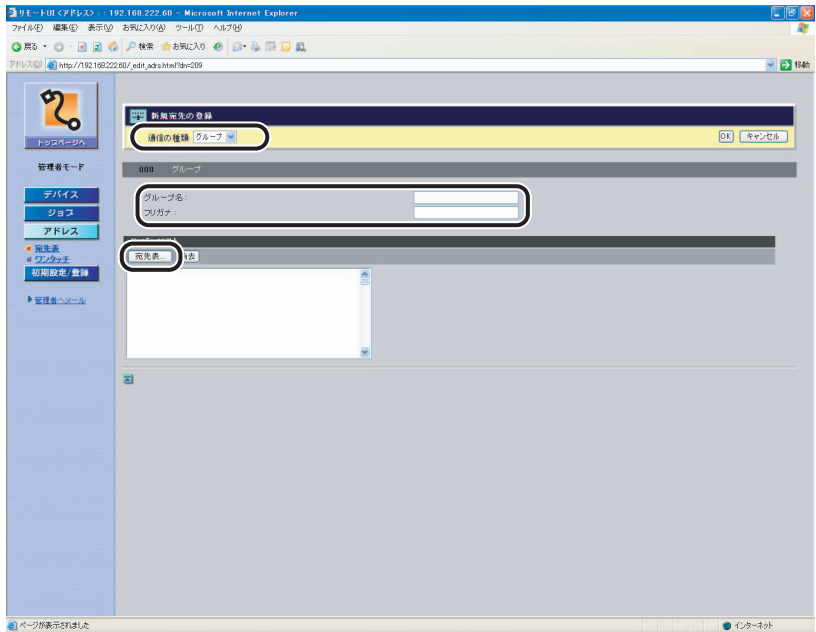 リモートUI <アドレス> : : 192.168.222.60 - Microsoft Internet Explorer
ファイル(F) 編集(E) 表示(V) お気に入り(A) ツール(T) ヘルプ(H)
戻る 検索 お気に入り
アドレス(D) http://192.168.222.60/_edit_adrs.html?dn=209 移動
トップページへ
管理者モード
デバイス
ジョブ
アドレス
宛先表
ワンタッチ
初期設定/登録
管理者へメール
新規宛先の登録
通信の種類: グループ OK キャンセル
008 グループ
グループ名:
フリガナ:
宛先表... 消去
ページが表示されました インターネット